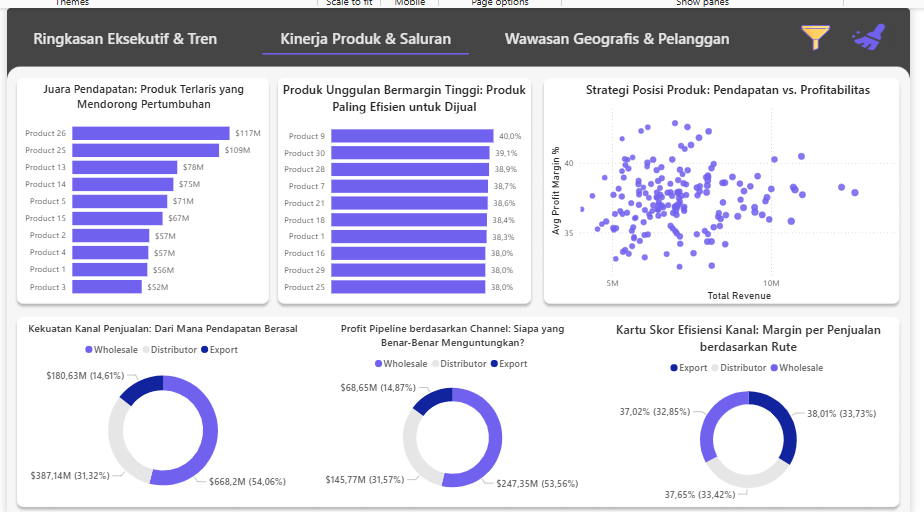 Themes
Scale to fit
Mobile
Page options
Show panes
Ringkasan Eksekutif & Tren
Kinerja Produk & Saluran
Wawasan Geografis & Pelanggan
Juara Pendapatan: Produk Terlaris yang
Mendorong Pertumbuhan
Product 26 $117M
Product 25 $109M
Product 13 $78M
Product 14 $75M
Product 5 $71M
Product 15 $67M
Product 2 $57M
Product 4 $57M
Product 1 $56M
Product 3 $52M
Produk Unggulan Bermargin Tinggi: Produk
Paling Efisien untuk Dijual
Product 9 40,0%
Product 30 39,1%
Product 28 38,9%
Product 7 38,7%
Product 21 38,6%
Product 18 38,4%
Product 1 38,3%
Product 16 38,0%
Product 29 38,0%
Product 25 38,0%
Strategi Posisi Produk: Pendapatan vs. Profitabilitas
Avg Profit Margin %
40
35
5M
10M
Total Revenue
Kekuatan Kanal Penjualan: Dari Mana Pendapatan Berasal
Wholesale Distributor Export
$180,63M (14,61%)
$387,14M (31,32%)
$668,2M (54,06%)
Profit Pipeline berdasarkan Channel: Siapa yang
Benar-Benar Menguntungkan?
Wholesale Distributor Export
$68,65M (14,87%)
$145,77M (31,57%)
$247,35M (53,56%)
Kartu Skor Efisiensi Kanal: Margin per Penjualan
berdasarkan Rute
Export Distributor Wholesale
37,02% (32,85%)
38,01% (33,73%)
37,65% (33,42%)